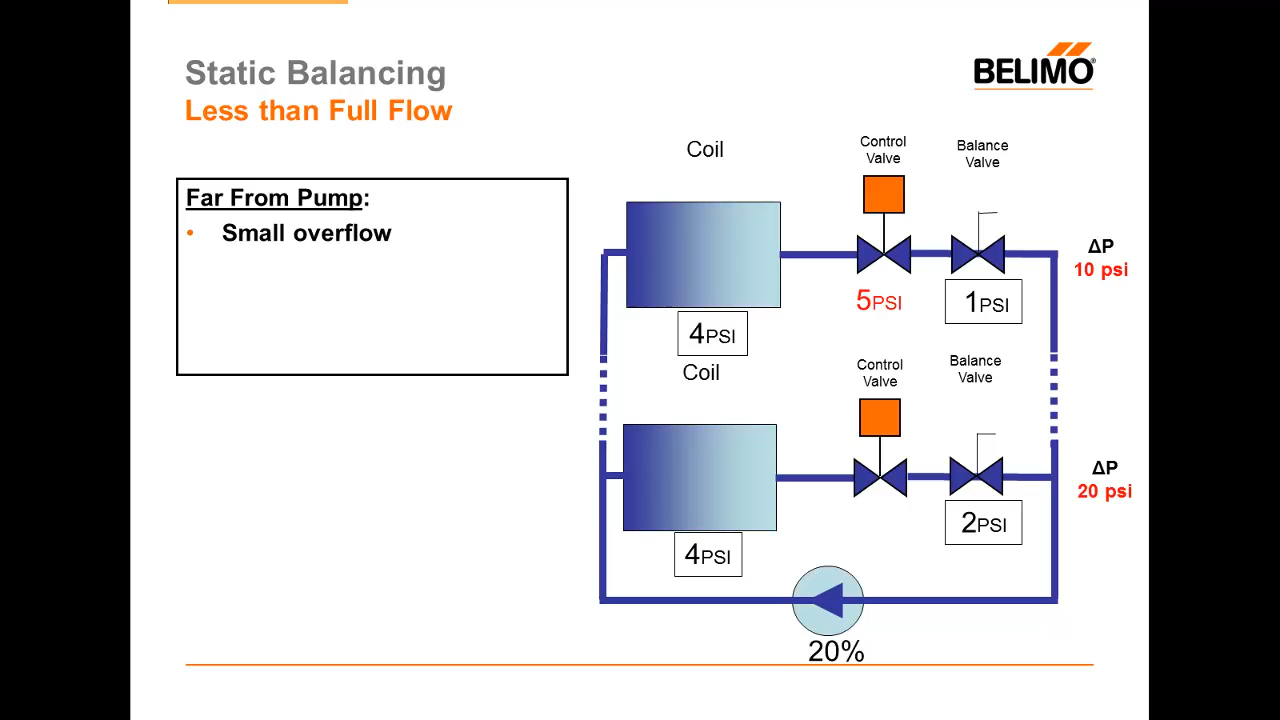 Static Balancing
Less than Full Flow
BELIMO®
Far From Pump:
• Small overflow
Coil
Control
Valve
Balance
Valve
ΔP
10 psi
5PSI
1PSI
4PSI
Coil
Control
Valve
Balance
Valve
ΔP
20 psi
2PSI
4PSI
20%